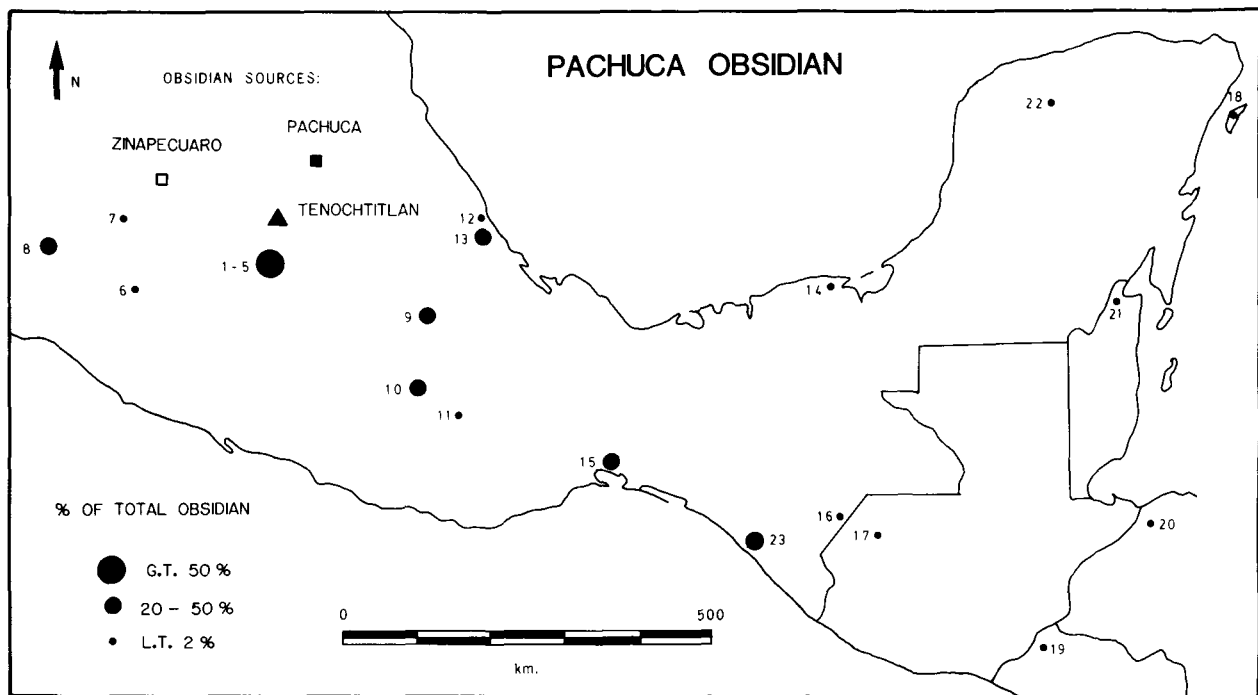 PACHUCA OBSIDIAN
N
OBSIDIAN SOURCES:
PACHUCA
ZINAPECUARO
TENOCHTITLAN
22
18
7
12
13
8
1-5
6
14
21
9
10
11
15
16
17
23
20
19
% OF TOTAL OBSIDIAN
G.T. 50 %
20 – 50 %
L.T. 2 %
0 500
km.